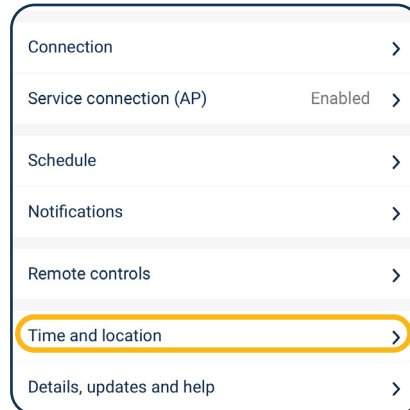 Connection
Service connection (AP) Enabled
Schedule
Notifications
Remote controls
Time and location
Details, updates and help